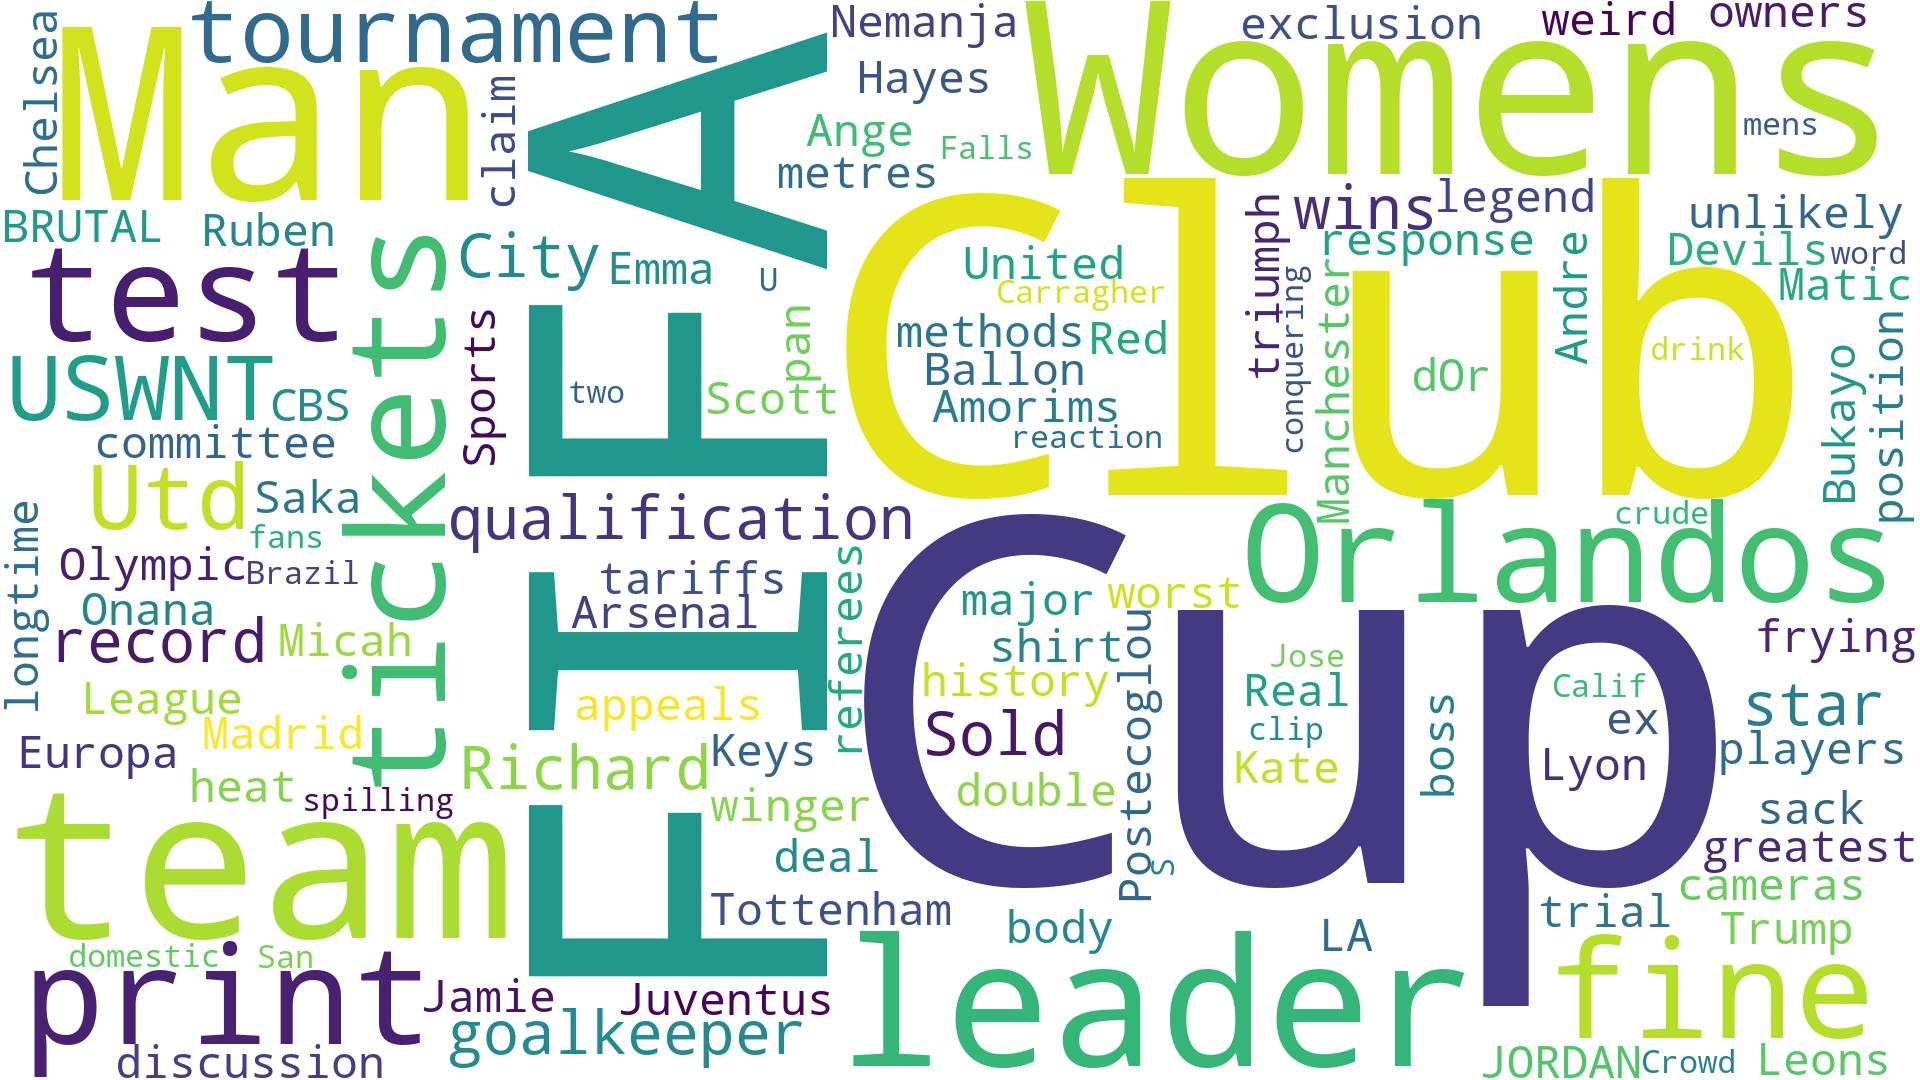 Chelsea
Man
tournament
claim
FIFA
Nemanja
Hayes
Ange
Falls
metres
Womens
exclusion
weird
owners
mens
BRUTAL
Ruben
test
tickets
City
Emma
U
Club
United
Carragher
methods
Red
Ballon
Amorims
reaction
triumph
wins
legend
response
conquering
Manchester
Andre
dOr
unlikely
Devils
word
Matic
drink
Bukayo
position
USWNT
CBS
Sports
two
pan
Scott
committee
Utd
Saka
fans
qualification
longtime
Olympic
Brazil
Onana
record
Micah
tariffs
Arsenal
referees
Cup
major
worst
shirt
history
Sold
double
Postecoglou
S
Orlandos
crude
Jose
Real
clip
Kate
boss
Calif
ex
Lyon
frying
star
players
League
Madrid
Europa
heat
spilling
appeals
Richard
Keys
winger
deal
Tottenham
sack
greatest
cameras
Trump
trial
team
domestic
San
print
Jamie
Juventus
goalkeeper
discussion
body
LA
leader
fine
JORDAN
Crowd
Leons